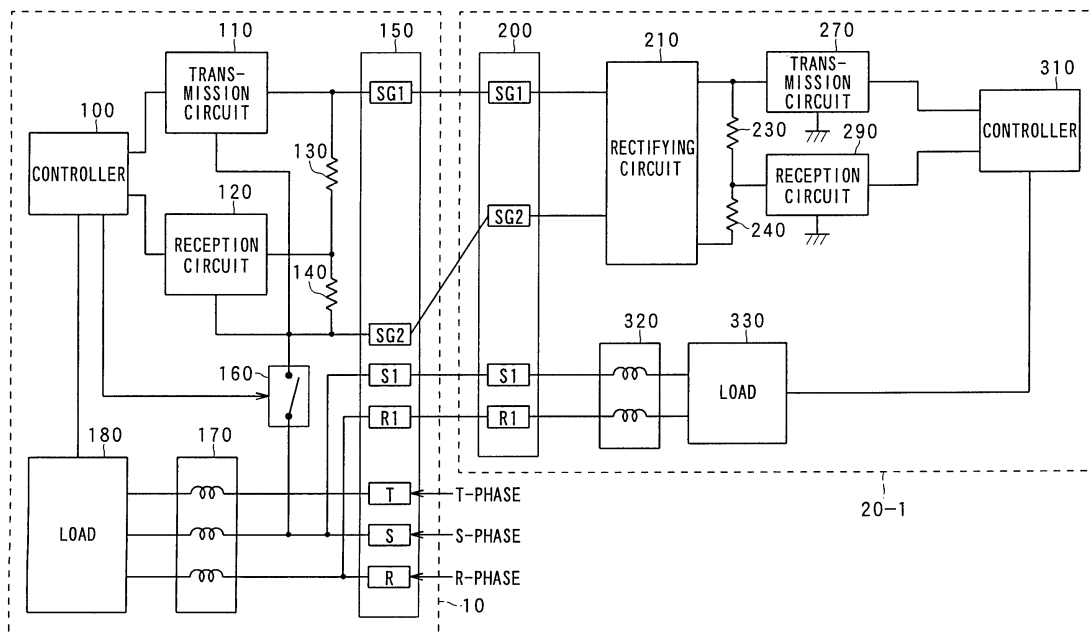 110
150
200
210
270
310
TRANS-
MISSION
CIRCUIT
SG1
SG1
TRANS-
MISSION
CIRCUIT
100
130
230
290
CONTROLLER
CONTROLLER
120
RECTIFYING
CIRCUIT
RECEPTION
CIRCUIT
SG2
RECEPTION
CIRCUIT
140
240
SG2
320
330
160
S1
S1
LOAD
R1
R1
180
170
LOAD
T
T-PHASE
20-1
S
S-PHASE
R
R-PHASE
10